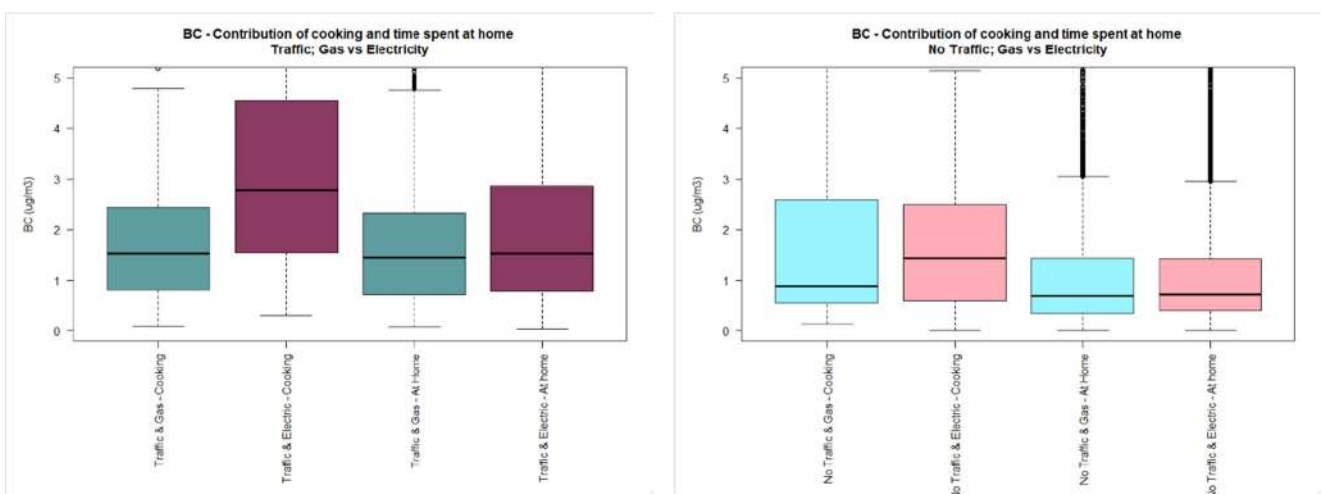 BC - Contribution of cooking and time spent at home
Traffic; Gas vs Electricity
BC (ug/m3)
5
4
3
2
1
0
Traffic & Gas - Cooking
Traffic & Electric - Cooking
Traffic & Gas - At Home
Traffic & Electric - At home
BC - Contribution of cooking and time spent at home
No Traffic; Gas vs Electricity
BC (ug/m3)
5
4
3
2
1
0
No Traffic & Gas - Cooking
No Traffic & Electric - Cooking
No Traffic & Gas - At Home
No Traffic & Electric - At home